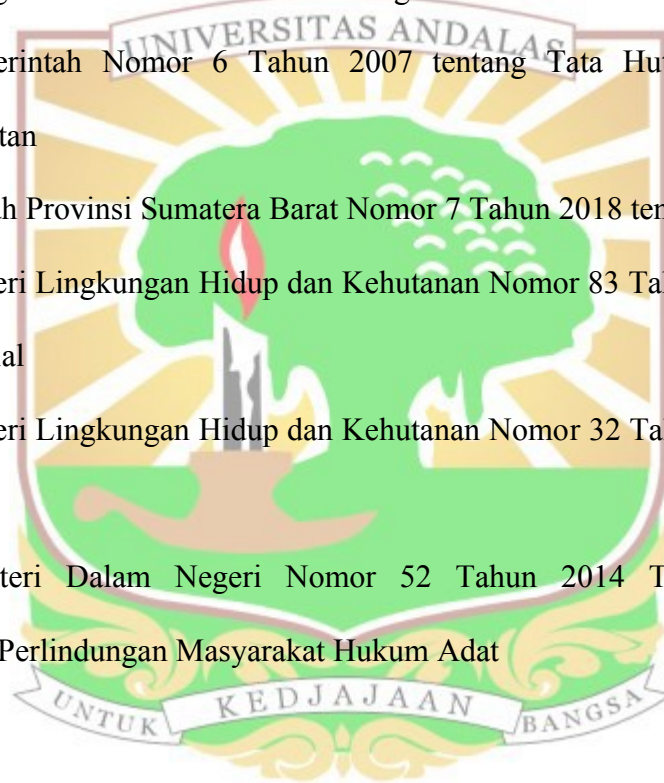 UNIVERSITAS ANDALAS
erintah Nomor 6 Tahun 2007 tentang Tata Hu
tan
h Provinsi Sumatera Barat Nomor 7 Tahun 2018 ten
eri Lingkungan Hidup dan Kehutanan Nomor 83 Tal
al
eri Lingkungan Hidup dan Kehutanan Nomor 32 Tal
teri Dalam Negeri Nomor 52 Tahun 2014 T
Perlindungan Masyarakat Hukum Adat
UNTUK KEDJAJAAN BANGSA